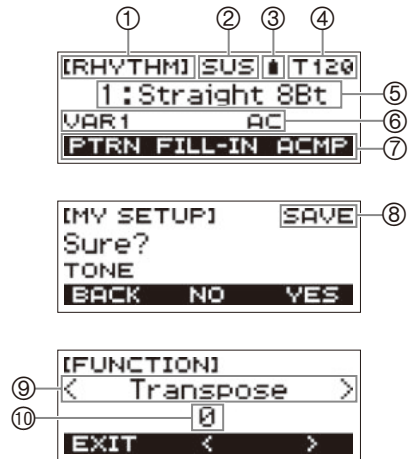 ① ② ③ ④
[RHYTHM] SUS T120
1:Straight 8Bt ⑤
VAR1 AC ⑥
PTRN FILL-IN ACMP ⑦
[MY SETUP] SAVE ⑧
Sure?
TONE
BACK NO YES
[FUNCTION]
⑨ < Transpose >
⑩ 0
EXIT < >